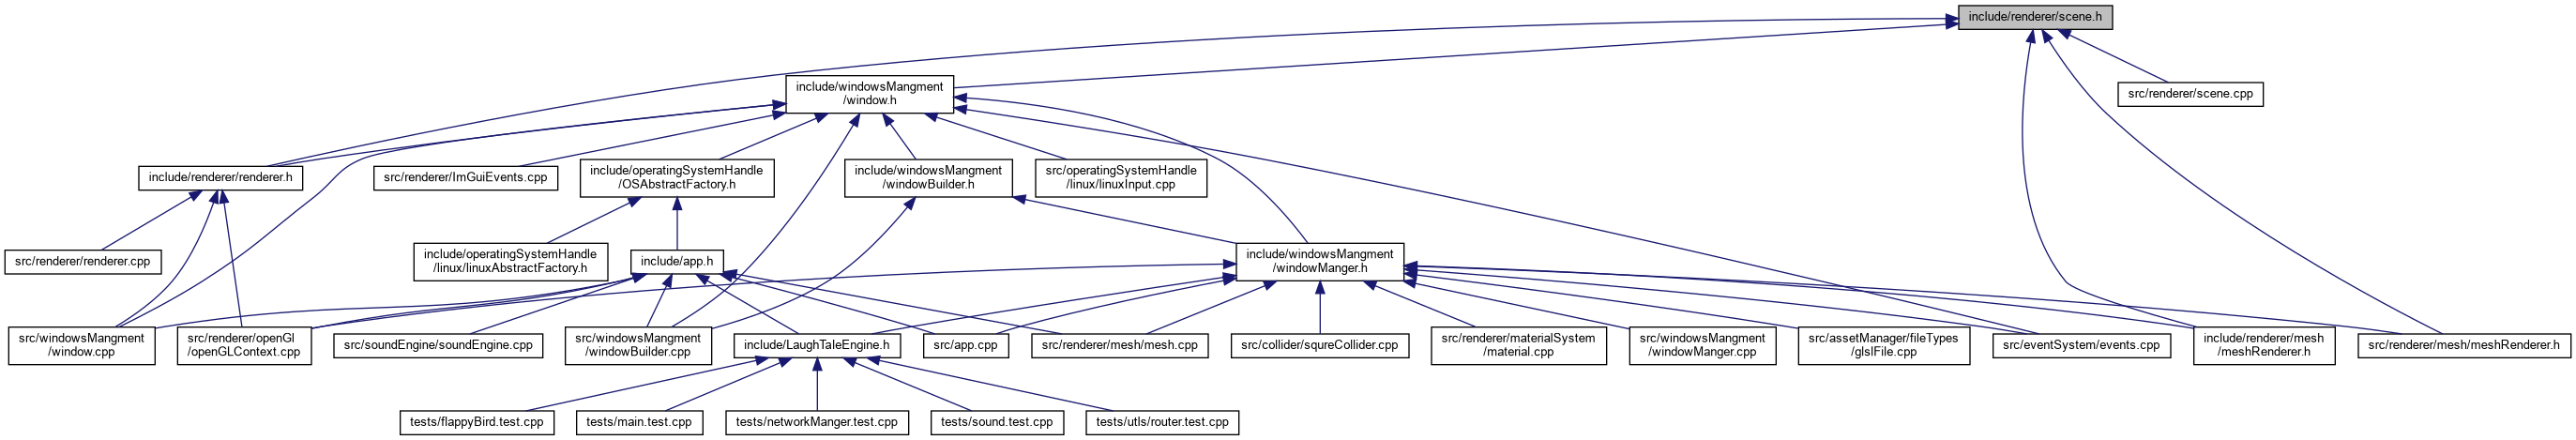 include/renderer/scene.h
include/windowsMangment
/window.h
src/renderer/scene.cpp
include/renderer/renderer.h
src/renderer/ImGuiEvents.cpp
include/operatingSystemHandle
/OSAbstractFactory.h
include/windowsMangment
/windowBuilder.h
src/operatingSystemHandle
/linux/linuxInput.cpp
src/renderer/renderer.cpp
include/operatingSystemHandle
/linux/linuxAbstractFactory.h
include/app.h
include/windowsMangment
/windowManger.h
src/windowsMangment
/window.cpp
src/renderer/openGl
/openGLContext.cpp
src/soundEngine/soundEngine.cpp
src/windowsMangment
/windowBuilder.cpp
include/LaughTaleEngine.h
src/app.cpp
src/renderer/mesh/mesh.cpp
src/collider/squreCollider.cpp
src/renderer/materialSystem
/material.cpp
src/windowsMangment
/windowManger.cpp
src/assetManager/fileTypes
/glslFile.cpp
src/eventSystem/events.cpp
include/renderer/mesh
/meshRenderer.h
src/renderer/mesh/meshRenderer.h
tests/flappyBird.test.cpp
tests/main.test.cpp
tests/networkManger.test.cpp
tests/sound.test.cpp
tests/utls/router.test.cpp